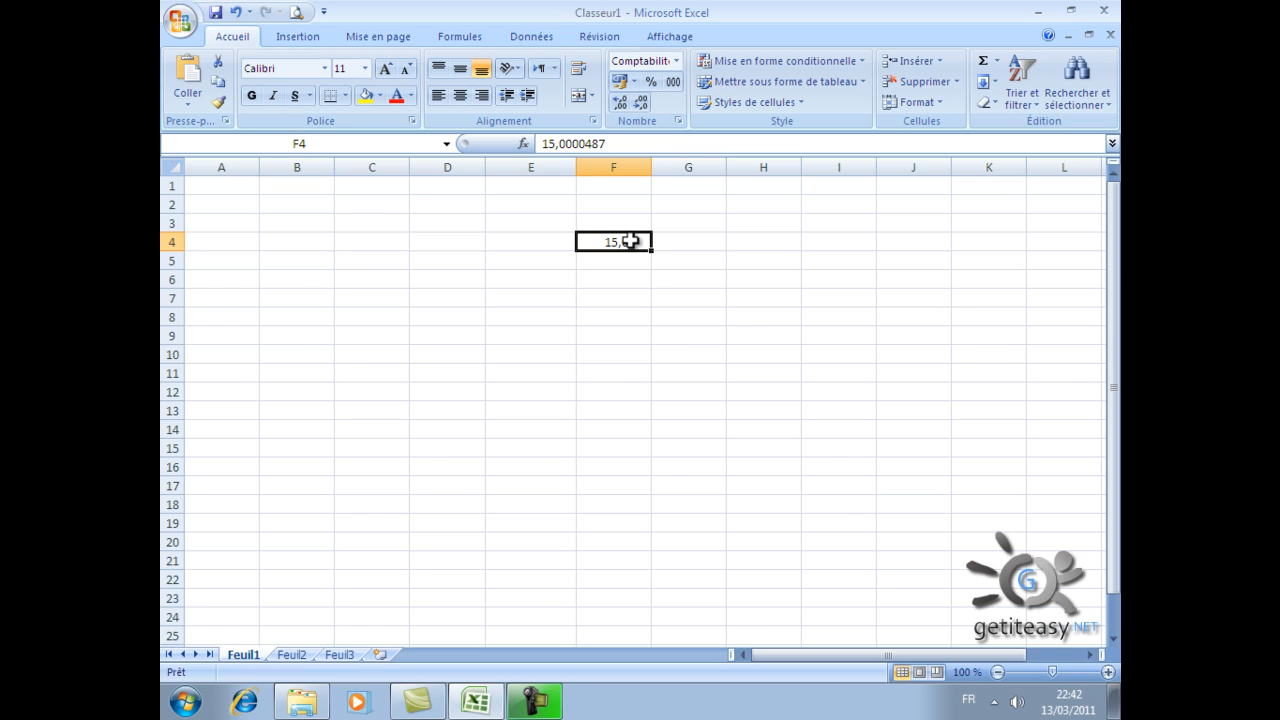 Classeur1 - Microsoft Excel
Accueil Insertion Mise en page Formules Données Révision Affichage
Coller
Calibri 11
G I S
Comptabilit
% 000
Mise en forme conditionnelle
Mettre sous forme de tableau
Styles de cellules
Insérer
Supprimer
Format
Σ
Trier et filtrer
Rechercher et sélectionner
Presse-p... Police Alignement Nombre Style Cellules Édition
F4 fx 15,0000487
A B C D E F G H I J K L
1
2
3
4 15,
5
6
7
8
9
10
11
12
13
14
15
16
17
18
19
20
21
22
23
24
25
G
getiteasy.NET
Feuil1 Feuil2 Feuil3
Prêt 100 %
FR 22:42
13/03/2011